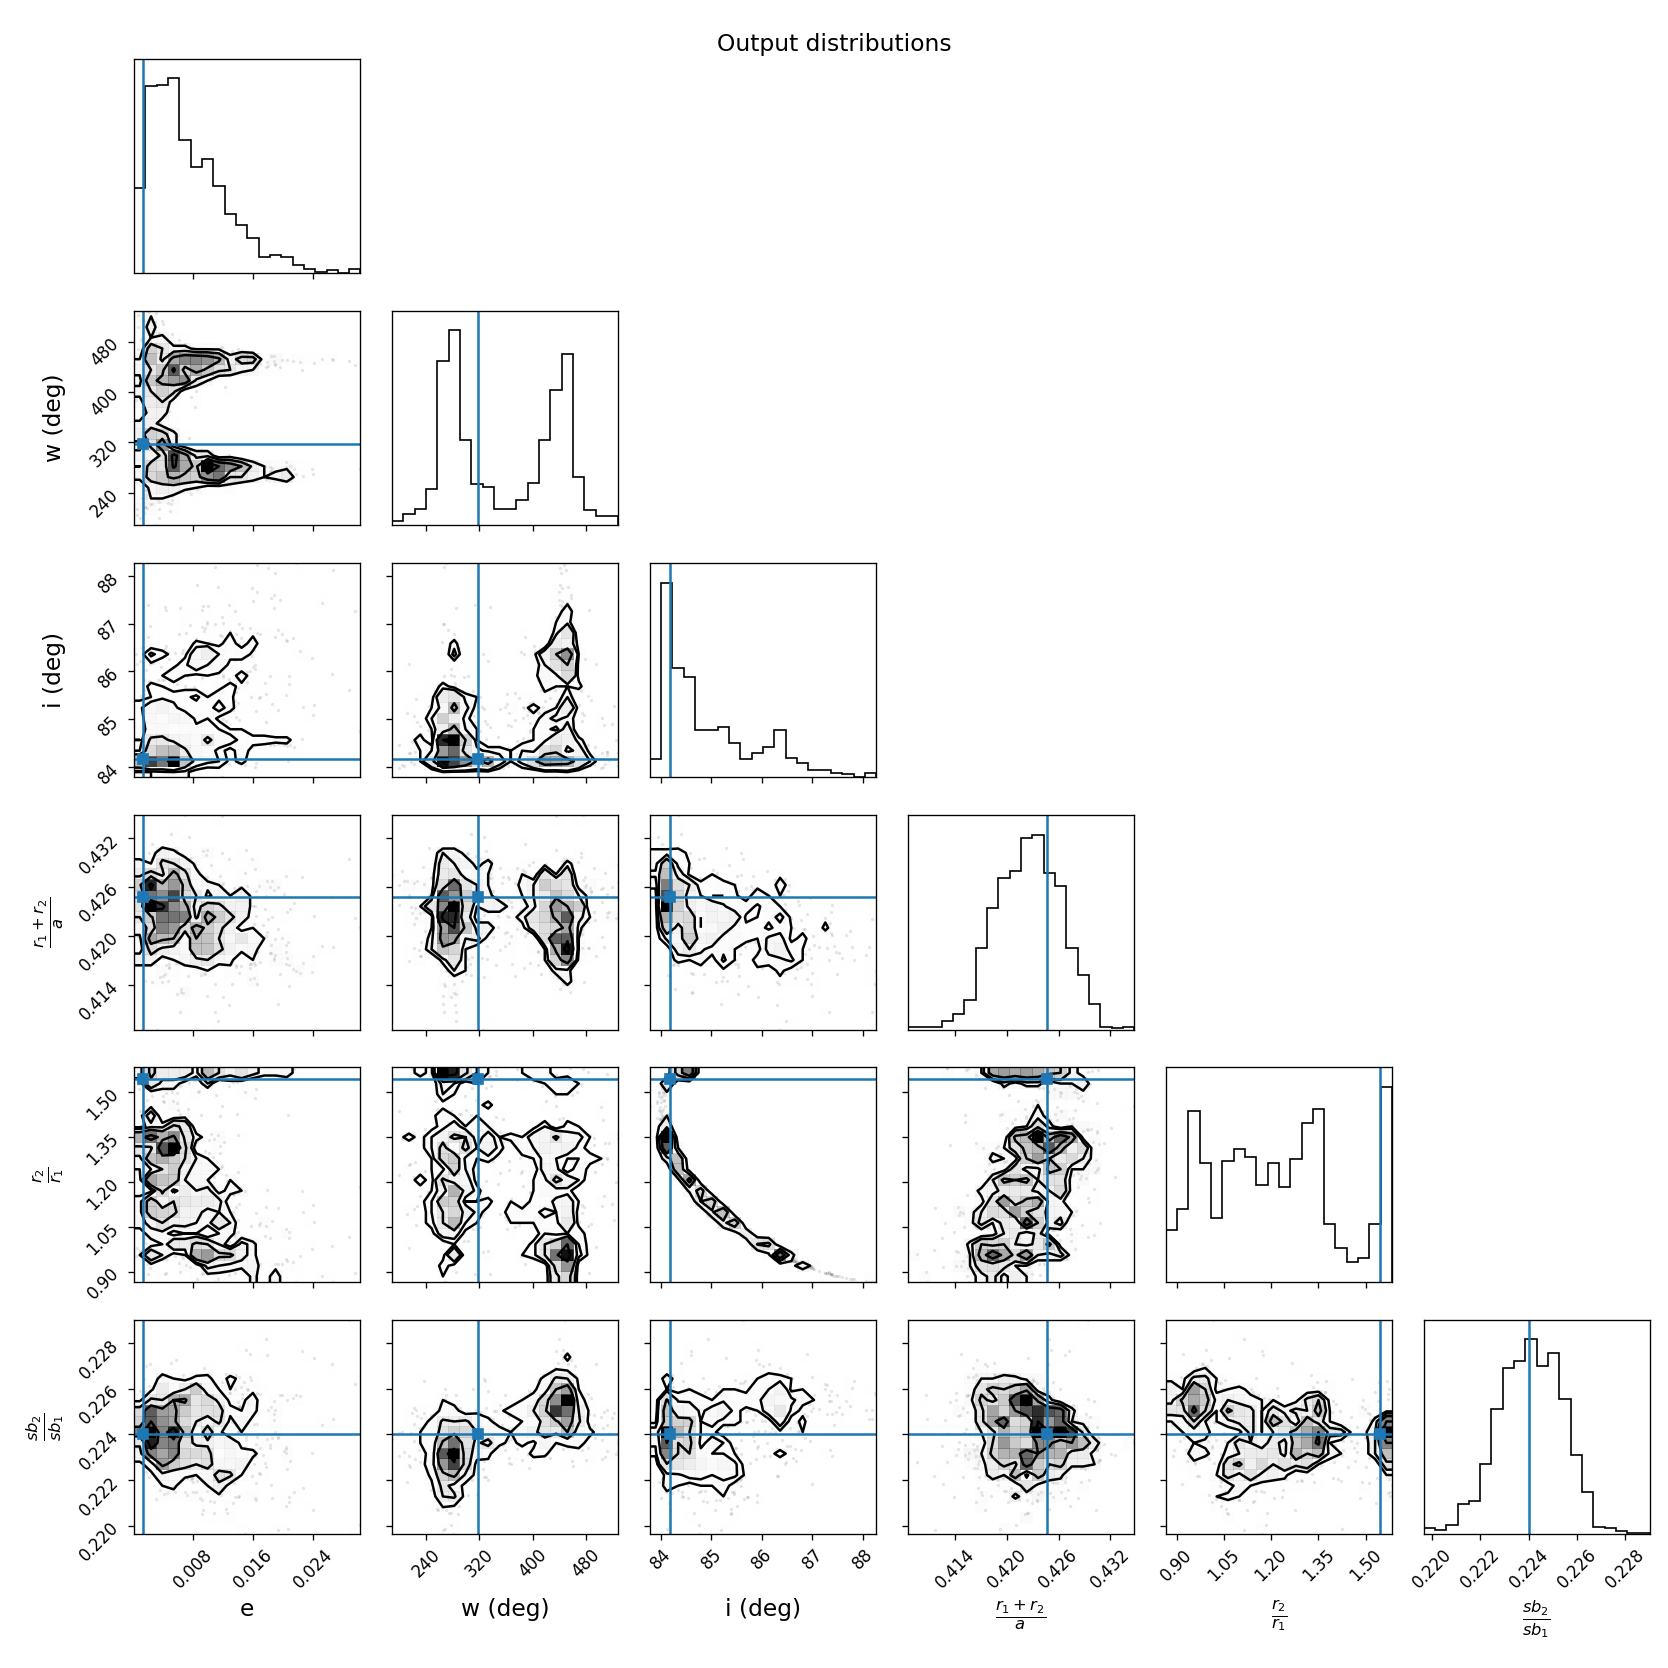 Output distributions
w (deg)
480
400
320
240
i (deg)
88
87
86
85
84
r₁ + r₂
a
0.432
0.426
0.420
0.414
r₂
r₁
1.50
1.35
1.20
1.05
0.90
sb₂
sb₁
0.228
0.226
0.224
0.222
0.220
0.008 0.016 0.024 240 320 400 480 84 85 86 87 88 0.414 0.420 0.426 0.432 0.90 1.05 1.20 1.35 1.50 0.220 0.222 0.224 0.226 0.228
e w (deg) i (deg)
r₁ + r₂
a
r₂
r₁
sb₂
sb₁